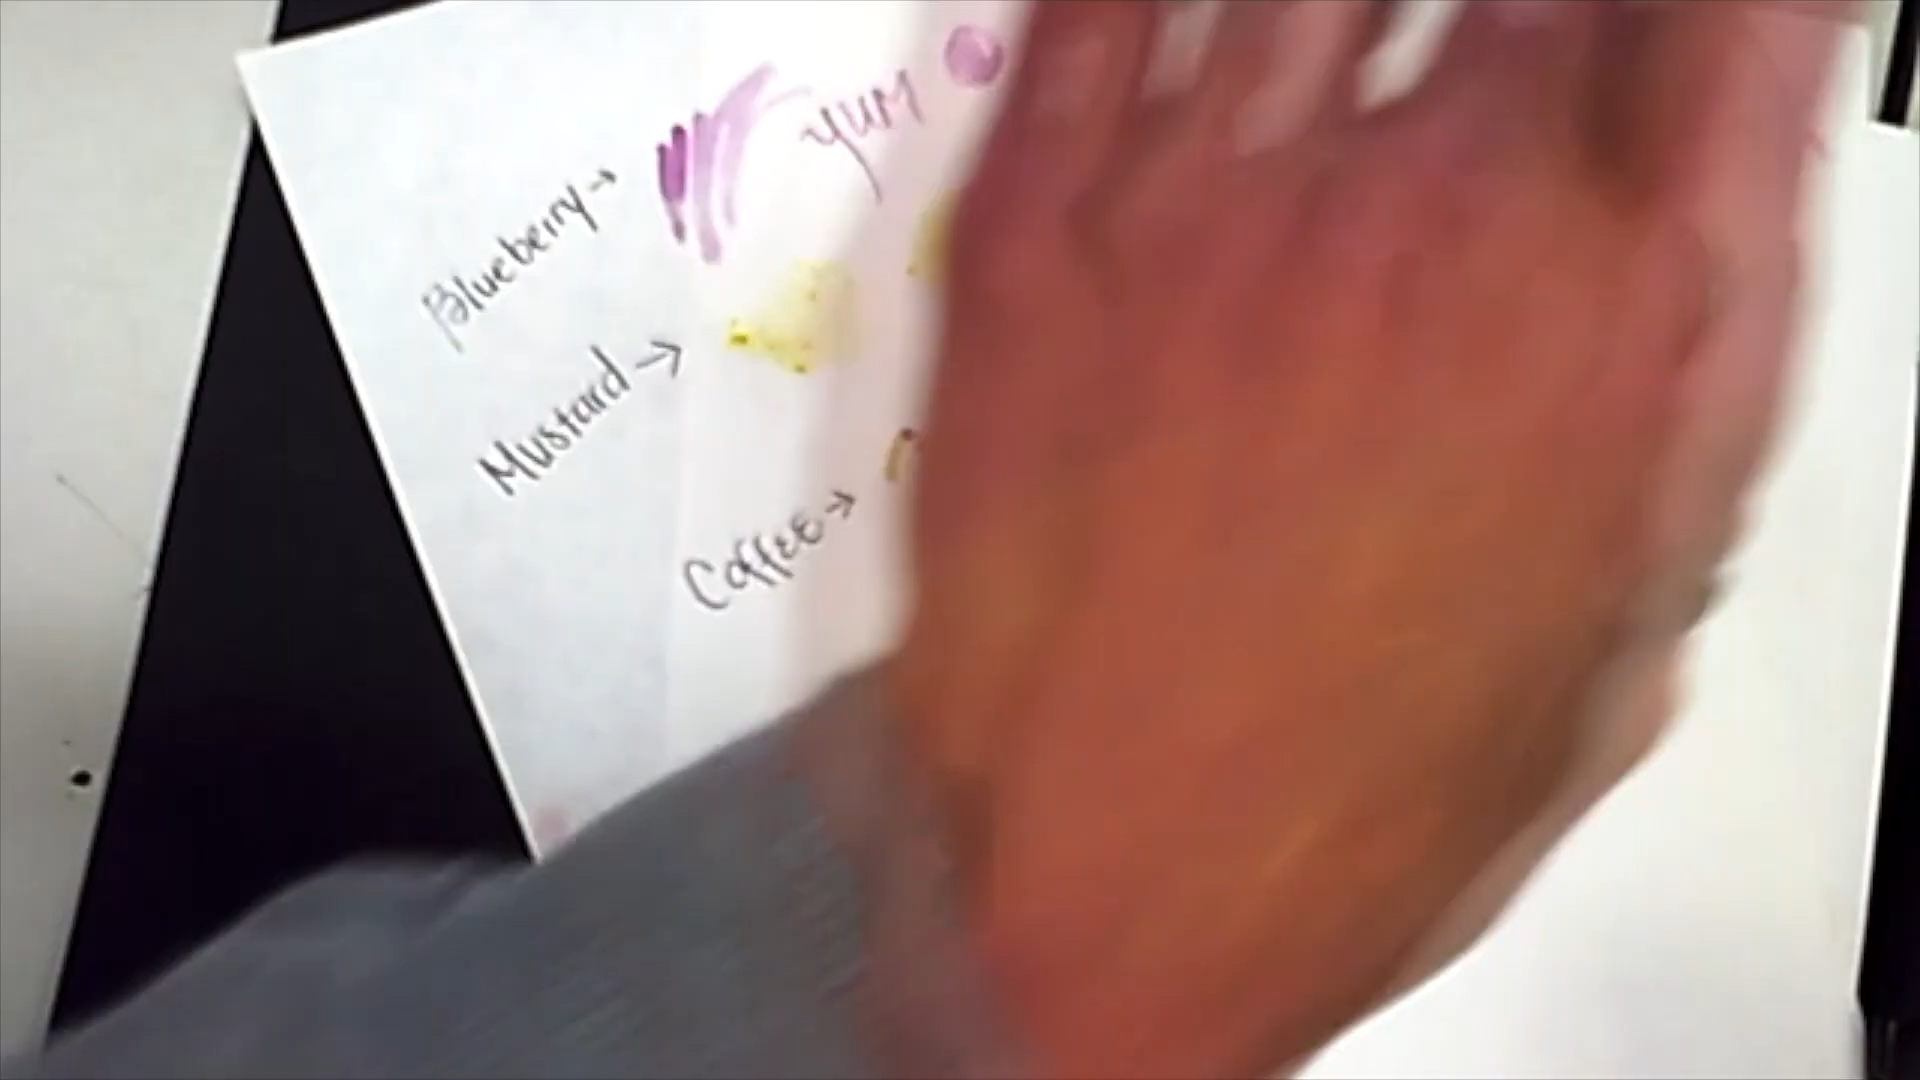 Blueberry → YUM
Mustard →
Coffee →